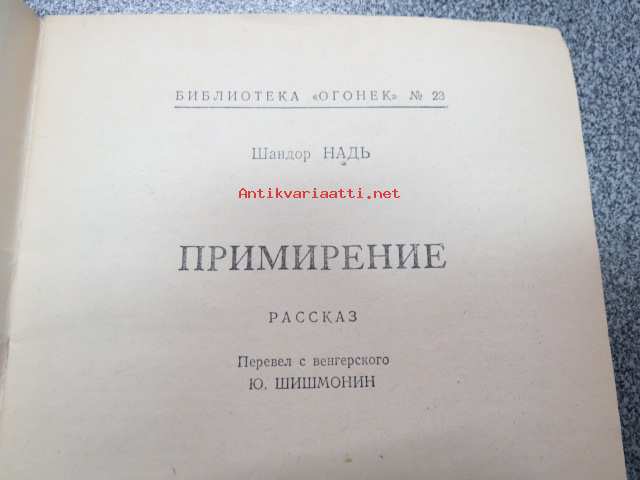 БИБЛИОТЕКА «ОГОНЕК» № 23
Шандор НАДЬ
Antikvariaatti.net
ПРИМИРЕНИЕ
РАССКАЗ
Перевел с венгерского
Ю. ШИШМОНИН